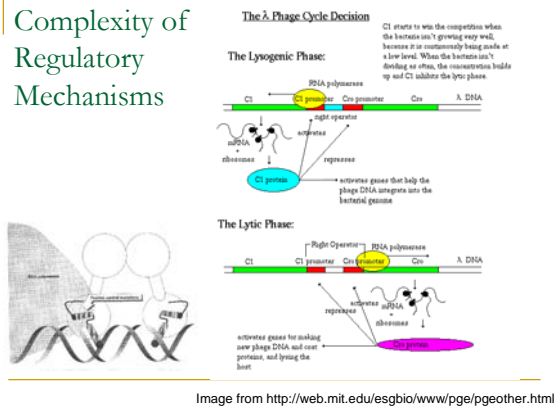 Complexity of
Regulatory
Mechanisms
The λ Phage Cycle Decision
C1 starts to win the competition when
the bacteria isn't growing very well,
because it is continuously being made at
a low level. When the bacteria isn't
dividing as often, the concentration builds
up and C1 inhibits the lytic phase.
The Lysogenic Phase:
RNA polymerase
C1
C1 promoter
Cro promoter
Cro
λ DNA
right operator
activates
mRNA
+
ribosomes
represses
C1 protein
activates genes that help the
phage DNA integrate into the
bacterial genome
The Lytic Phase:
Right Operator
RNA polymerase
C1
C1 promoter
Cro promoter
Cro
λ DNA
activates
represses
mRNA
+
ribosomes
activates genes for making
new phage DNA and coat
proteins, and lysing the
host
Cro protein
Image from http://web.mit.edu/esgbio/www/pge/pgeother.html